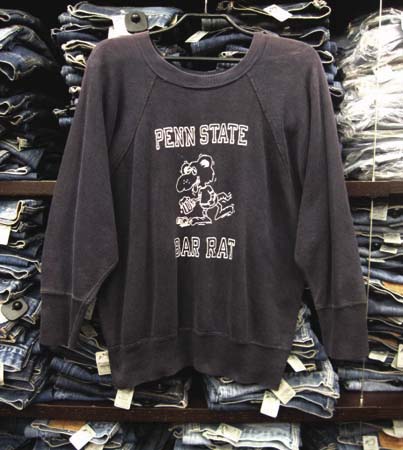 PENN STATE
BAR RAT